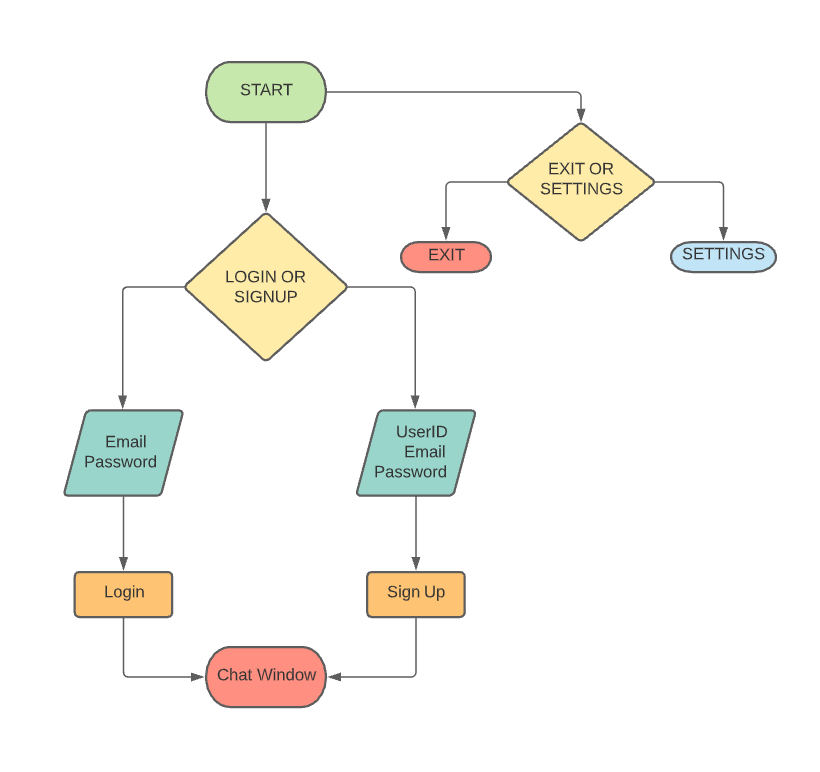 START
EXIT OR
SETTINGS
EXIT
SETTINGS
LOGIN OR
SIGNUP
Email
Password
UserID
Email
Password
Login
Sign Up
Chat Window